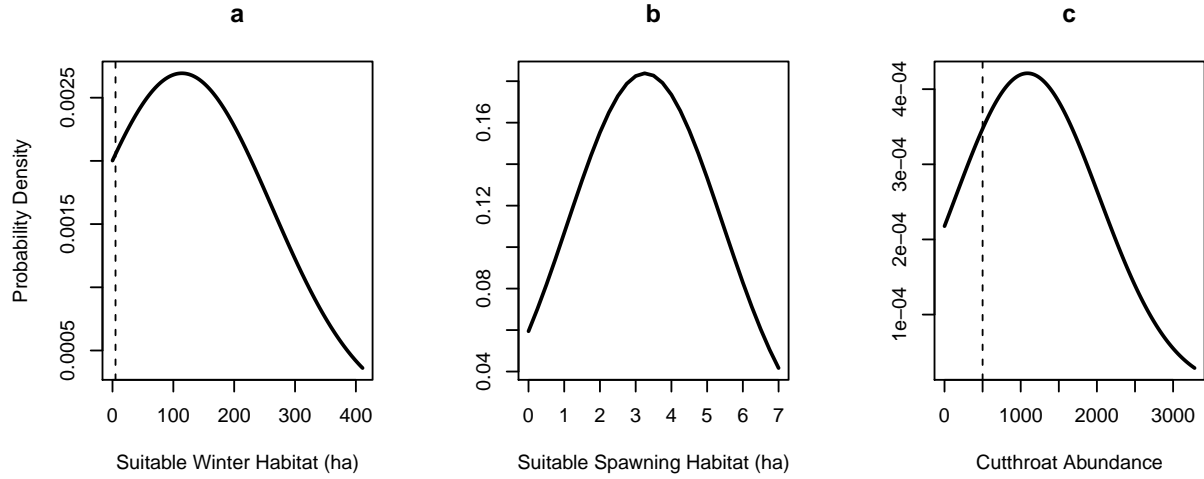 a
b
c
Probability Density
0.0005
0.0015
0.0025
0
100
200
300
400
Suitable Winter Habitat (ha)
0.04
0.08
0.12
0.16
0
1
2
3
4
5
6
7
Suitable Spawning Habitat (ha)
1e−04
2e−04
3e−04
4e−04
0
1000
2000
3000
Cutthroat Abundance